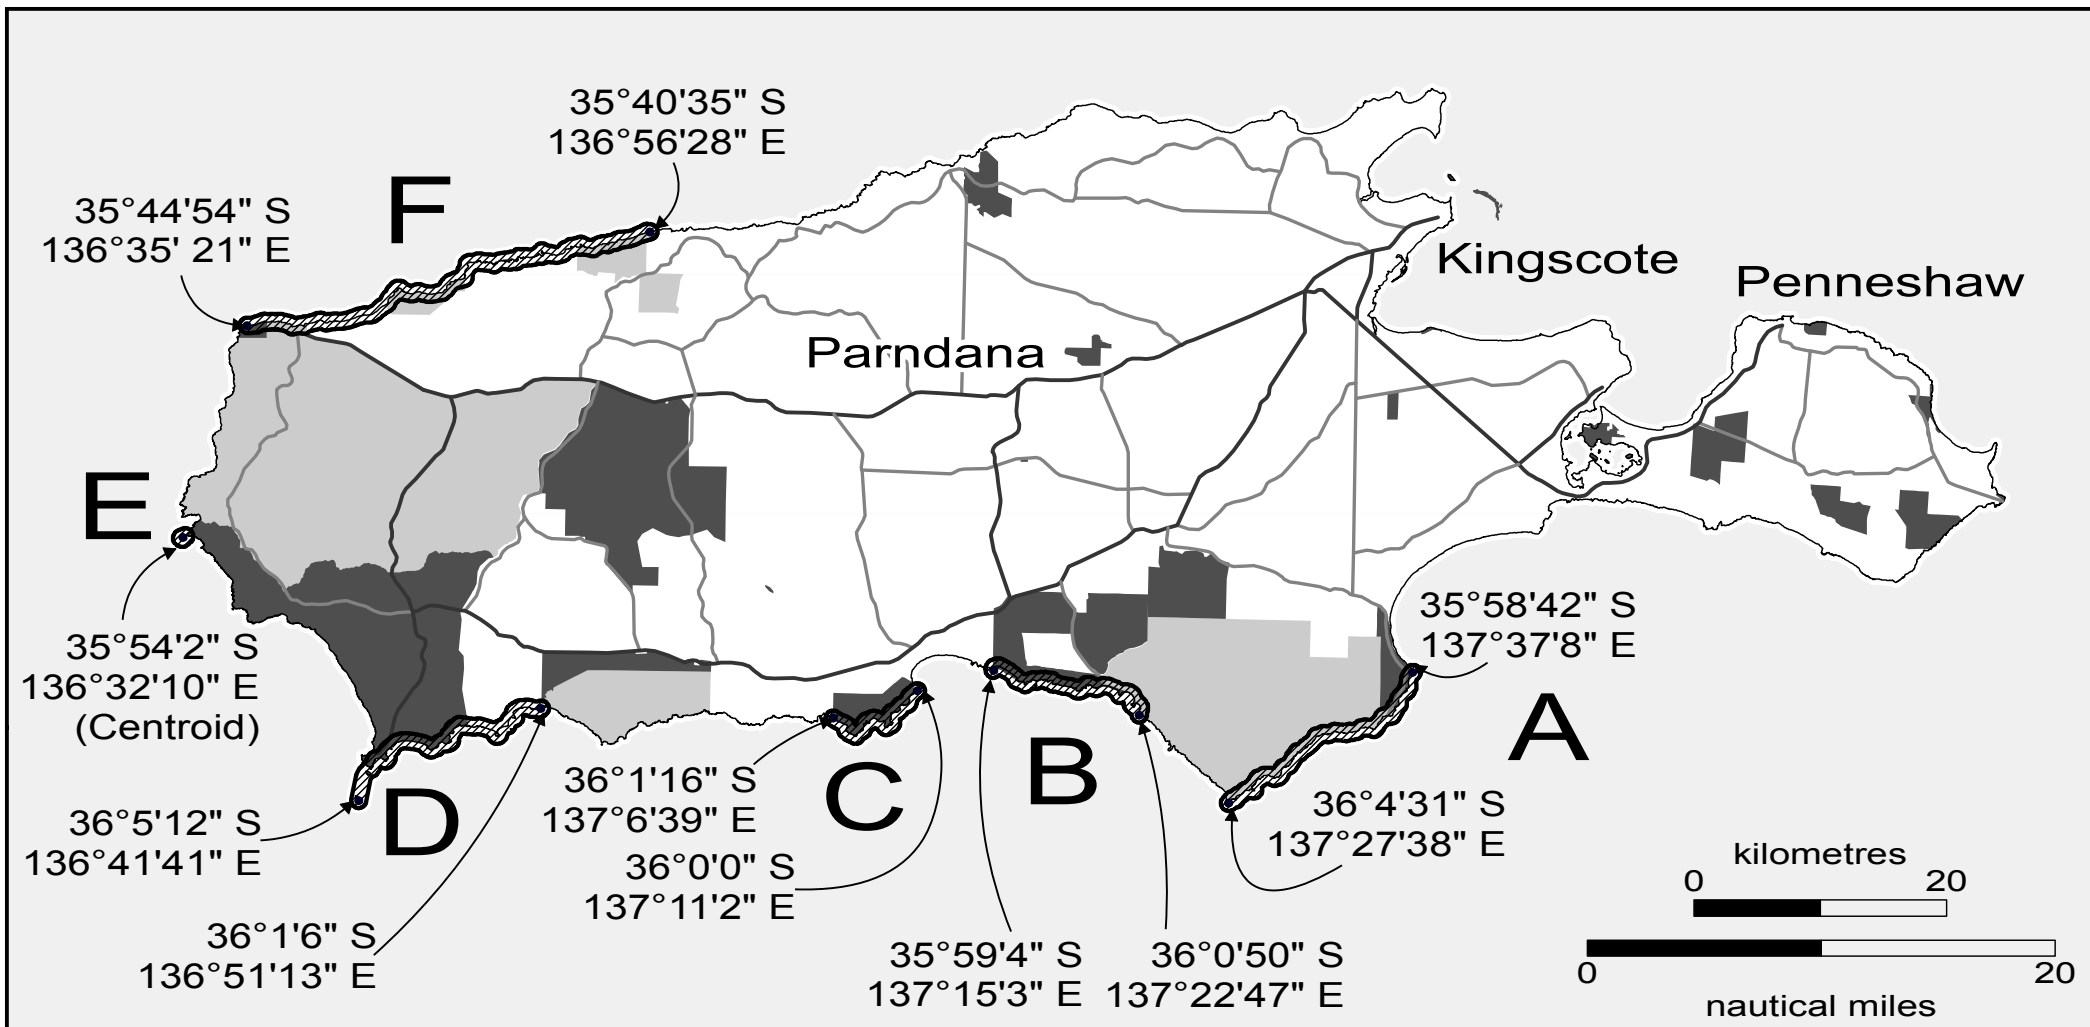 35°40'35" S
136°56'28" E
F
35°44'54" S
136°35' 21" E
Kingscote
Penneshaw
Parndana
E
35°54'2" S
136°32'10" E
(Centroid)
35°58'42" S
137°37'8" E
A
B
C
D
36°1'16" S
137°6'39" E
36°4'31" S
137°27'38" E
36°5'12" S
136°41'41" E
36°0'0" S
137°11'2" E
kilometres
0 20
36°1'6" S
136°51'13" E
35°59'4" S
137°15'3" E
36°0'50" S
137°22'47" E
0 20
nautical miles